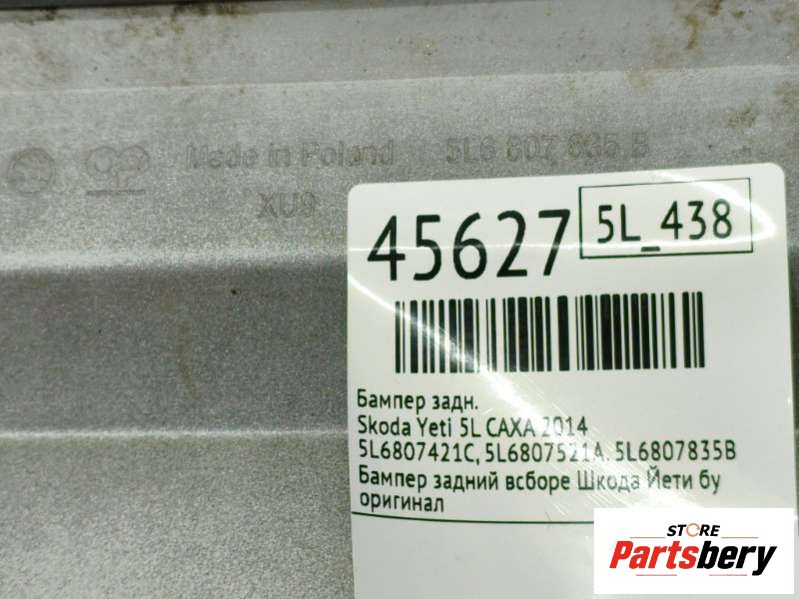 Made in Poland 5L6 807 835 B
XU9
45627
5L_438
Бампер задн.
Skoda Yeti 5L CAXA 2014
5L6807421C, 5L6807521A, 5L6807835B
Бампер задний всборе Шкода Йети бу
оригинал
STORE
Partsbery